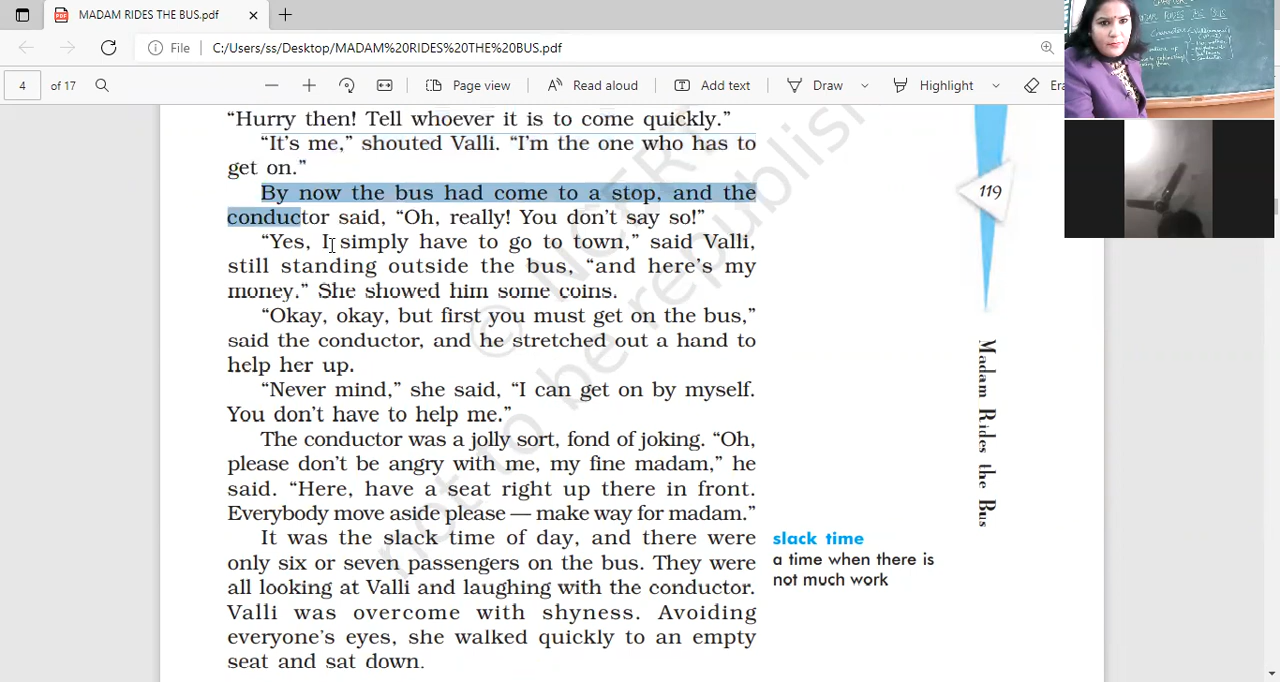 MADAM RIDES THE BUS.pdf
File C:/Users/ss/Desktop/MADAM%20RIDES%20THE%20BUS.pdf
4 of 17 Page view Read aloud Add text Draw Highlight Era
“Hurry then! Tell whoever it is to come quickly.”
“It’s me,” shouted Valli. “I’m the one who has to
get on.”
By now the bus had come to a stop, and the
conductor said, “Oh, really! You don’t say so!”
“Yes, I simply have to go to town,” said Valli,
still standing outside the bus, “and here’s my
money.” She showed him some coins.
“Okay, okay, but first you must get on the bus,”
said the conductor, and he stretched out a hand to
help her up.
“Never mind,” she said, “I can get on by myself.
You don’t have to help me.”
The conductor was a jolly sort, fond of joking. “Oh,
please don’t be angry with me, my fine madam,” he
said. “Here, have a seat right up there in front.
Everybody move aside please — make way for madam.”
It was the slack time of day, and there were
only six or seven passengers on the bus. They were
all looking at Valli and laughing with the conductor.
Valli was overcome with shyness. Avoiding
everyone’s eyes, she walked quickly to an empty
seat and sat down.
slack time
a time when there is
not much work
119
Madam Rides the Bus
© NCERT
not to be republish